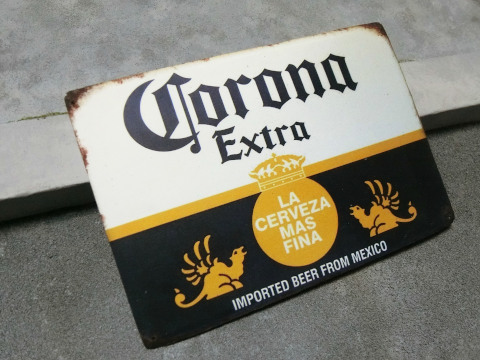 Corona
Extra
LA
CERVEZA
MAS
FINA
IMPORTED BEER FROM MEXICO